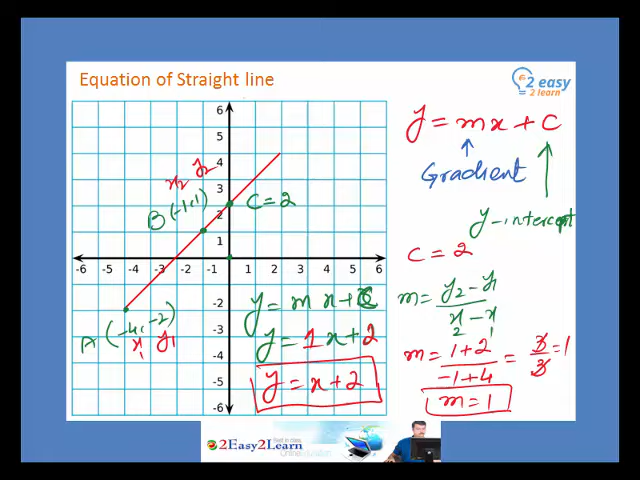 Equation of Straight line
2 easy
2 learn
y = mx + c
Gradient
y-intercept
c = 2
m = y2 - y1
x2 - x1
m = 1+2 = 3 = 1
-1+4 3
m = 1
6
5
4
3
2
1
-6 -5 -4 -3 -2 -1 1 2 3 4 5 6
-2
-3
-4
-5
-6
x2 y2
B(-1,1)
C = 2
A(-4,-2)
x1 y1
y = m x + c
y = 1x + 2
y = x + 2
2Easy2Learn